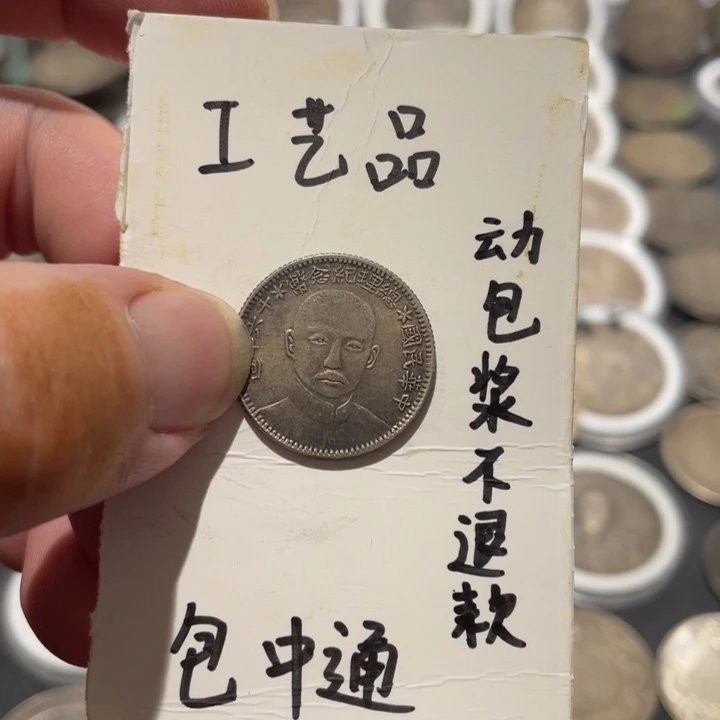 工艺品
动包浆不退款
包中通
中華民國
總理紀念幣